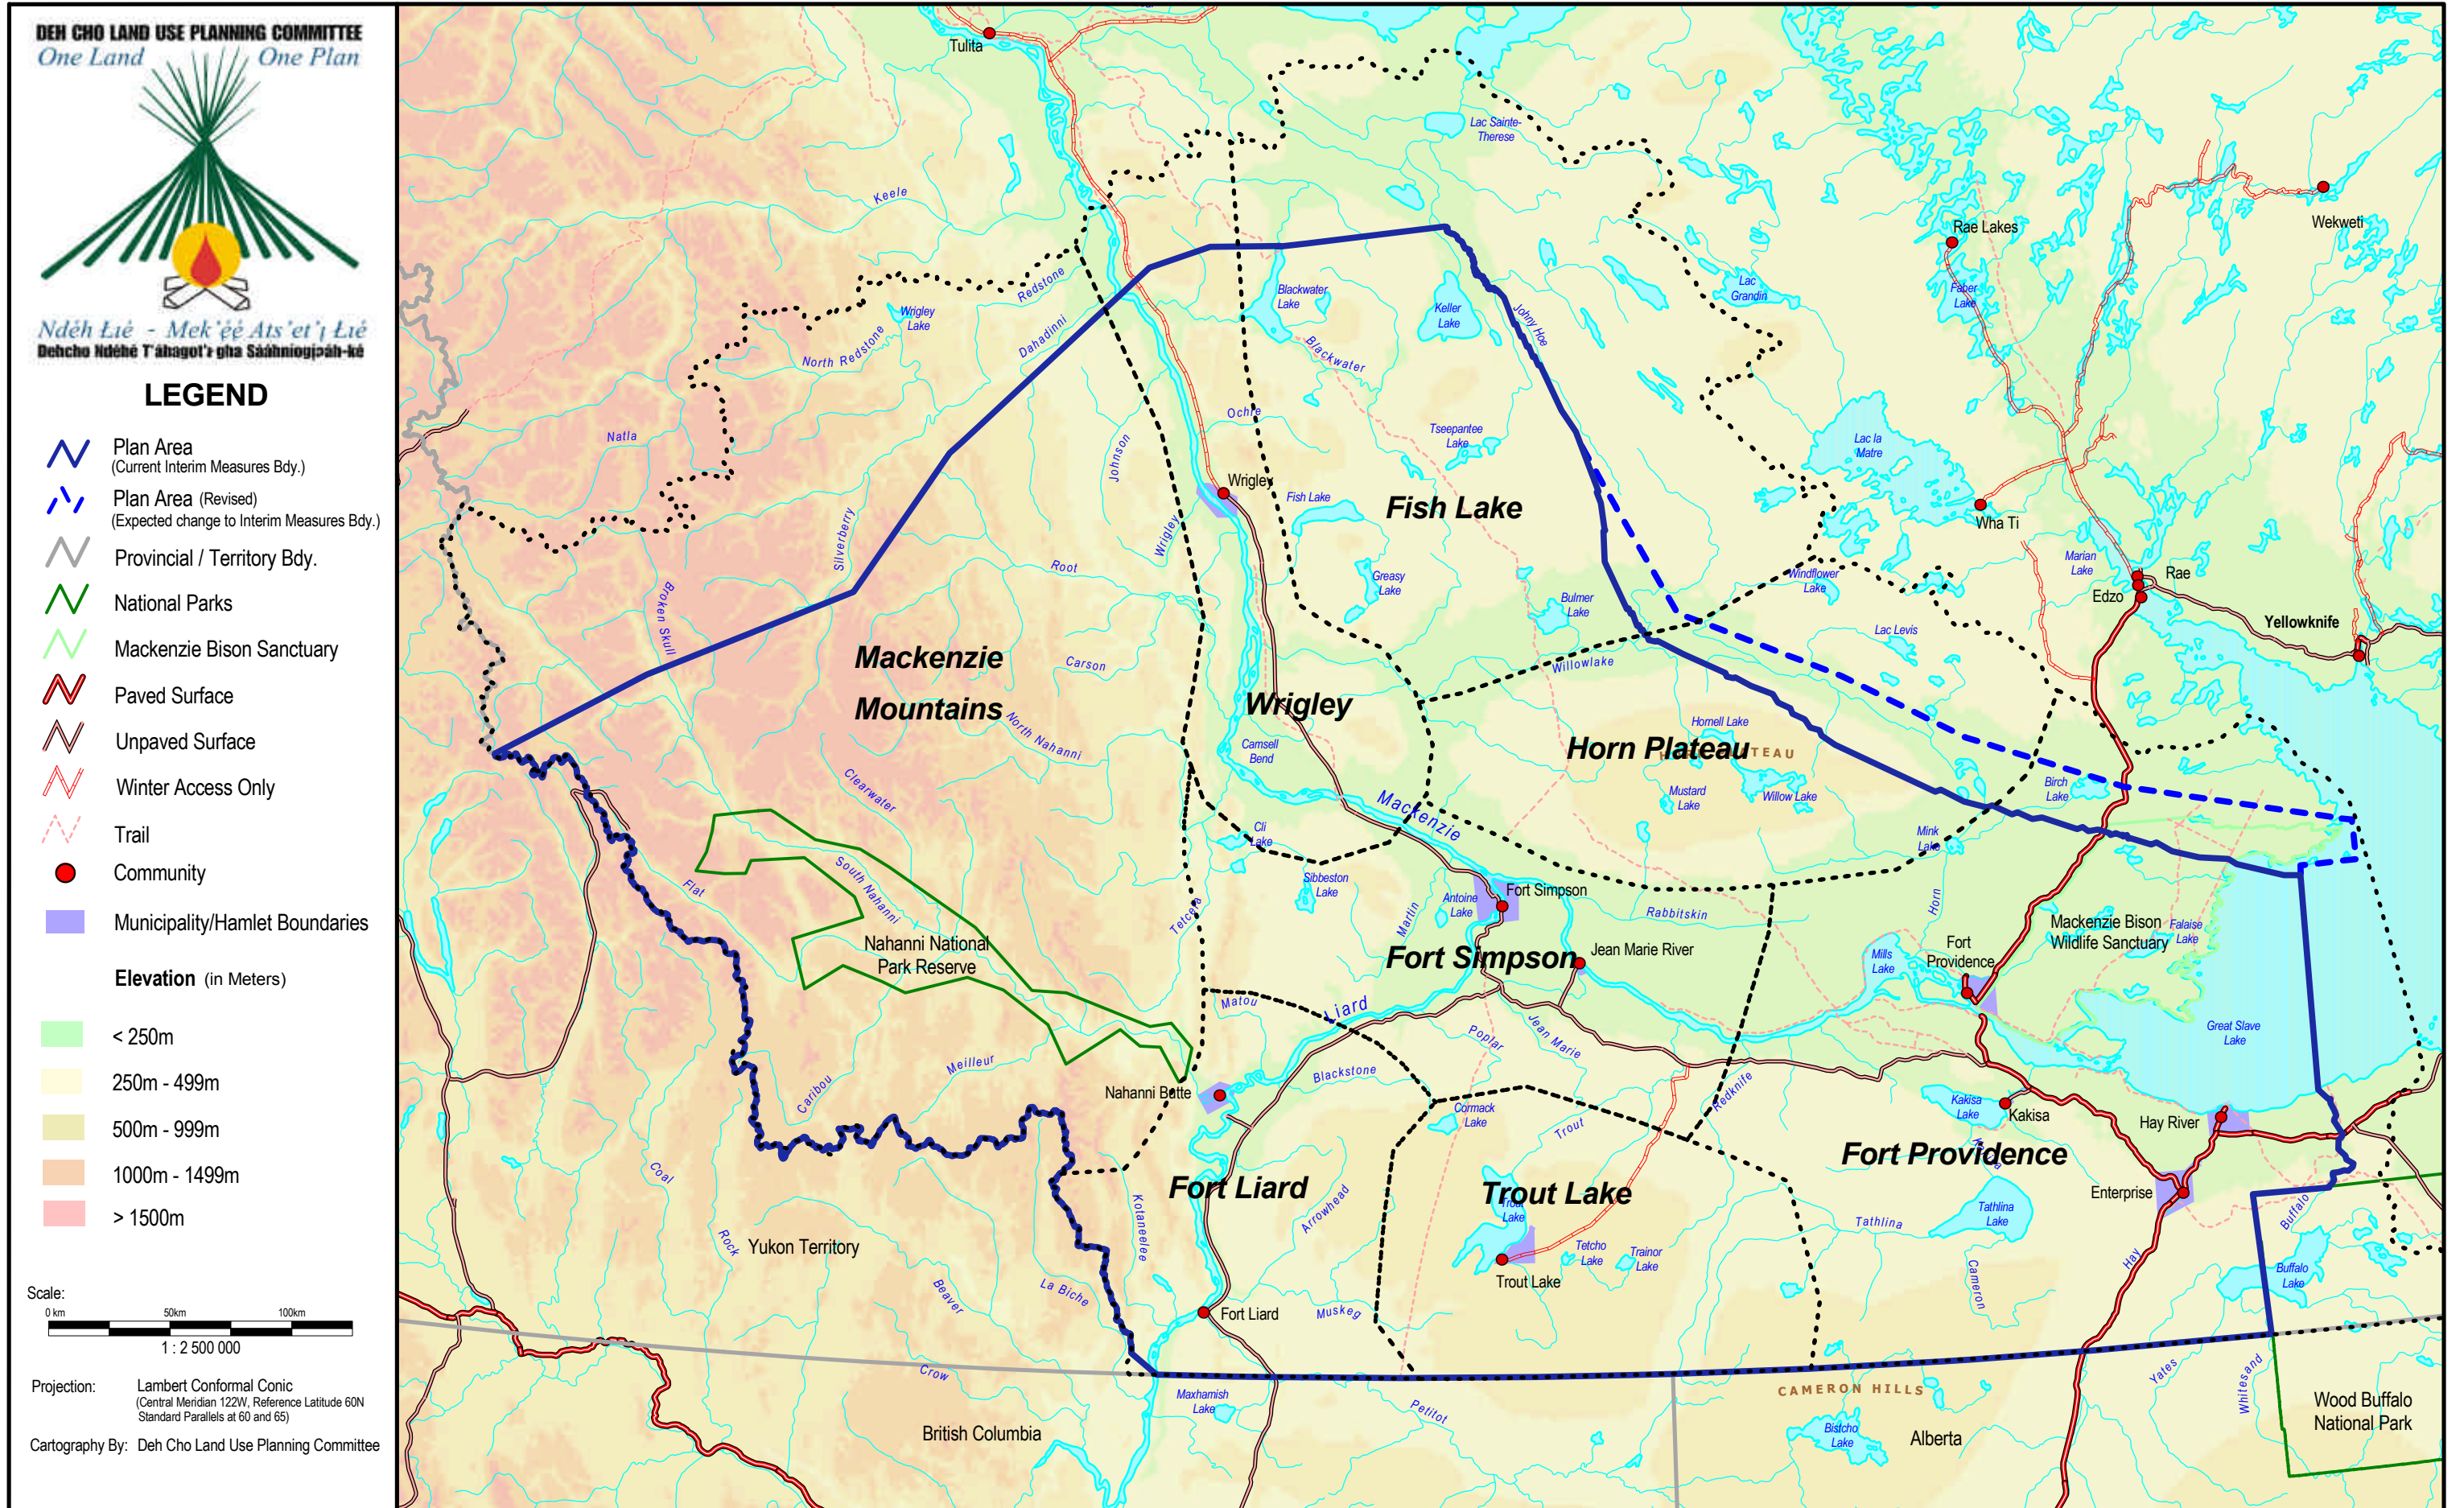 DEH CHO LAND USE PLANNING COMMITTEE
One Land One Plan
Ndéh Łıé - Mek'éé Ats'et'ı Łıé
LEGEND
Plan Area
(Current Interim Measures Bdy.)
Plan Area (Revised)
(Expected change to Interim Measures Bdy.)
Provincial / Territory Bdy.
National Parks
Mackenzie Bison Sanctuary
Paved Surface
Unpaved Surface
Winter Access Only
Trail
Community
Municipality/Hamlet Boundaries
Elevation (in Meters)
< 250m
250m - 499m
500m - 999m
1000m - 1499m
> 1500m
Scale:
0 km 50km 100km
1 : 2 500 000
Projection: Lambert Conformal Conic
(Central Meridian 122W, Reference Latitude 60N
Standard Parallels at 60 and 65)
Cartography By: Deh Cho Land Use Planning Committee
Tulita
Lac Sainte-
Therese
Keele
Wekweti
Rae Lakes
Faber
Lake
Lac
Grandin
Redstone
Wrigley
Lake
North Redstone
Dahadinni
Blackwater
Lake
Keller
Lake
Johny Hoe
Blackwater
Natla
Johnson
Ochre
Tseepantee
Lake
Lac la
Matre
Wrigley
Fish Lake
Fish Lake
Wha Ti
Silverberry
Wrigley
Root
Greasy
Lake
Broken Skull
Bulmer
Lake
Windflower
Lake
Marian
Lake
Rae
Edzo
Yellowknife
Lac Levis
Mackenzie
Mountains
Carson
Willowlake
Wrigley
North Nahanni
Hornell Lake
Horn Plateau
Camsell
Bend
Clearwater
Mustard
Lake
Willow Lake
Birch
Lake
Mackenzie
Cli
Lake
Mink
Lake
South Nahanni
Flat
Sibbeston
Lake
Antoine
Lake
Fort Simpson
Tetcela
Martin
Rabbitskin
Horn
Mackenzie Bison
Wildlife Sanctuary
Falaise
Lake
Nahanni National
Park Reserve
Fort Simpson
Jean Marie River
Mills
Lake
Fort
Providence
Matou
Liard
Great Slave
Lake
Poplar
Jean Marie
Meilleur
Caribou
Nahanni Butte
Blackstone
Redknife
Cormack
Lake
Trout
Kakisa
Lake
Kakisa
Hay River
Fort Providence
Kakisa
Coal
Fort Liard
Trout Lake
Trout
Lake
Enterprise
Kotaneelee
Arrowhead
Tathlina
Tathlina
Lake
Buffalo
Rock
Yukon Territory
Tetcho
Lake
Trainor
Lake
Trout Lake
Hay
Buffalo
Lake
Cameron
Beaver
La Biche
Fort Liard
Muskeg
Crow
Maxhamish
Lake
Petitot
CAMERON HILLS
Yates
Whitesand
Bistcho
Lake
British Columbia
Alberta
Wood Buffalo
National Park